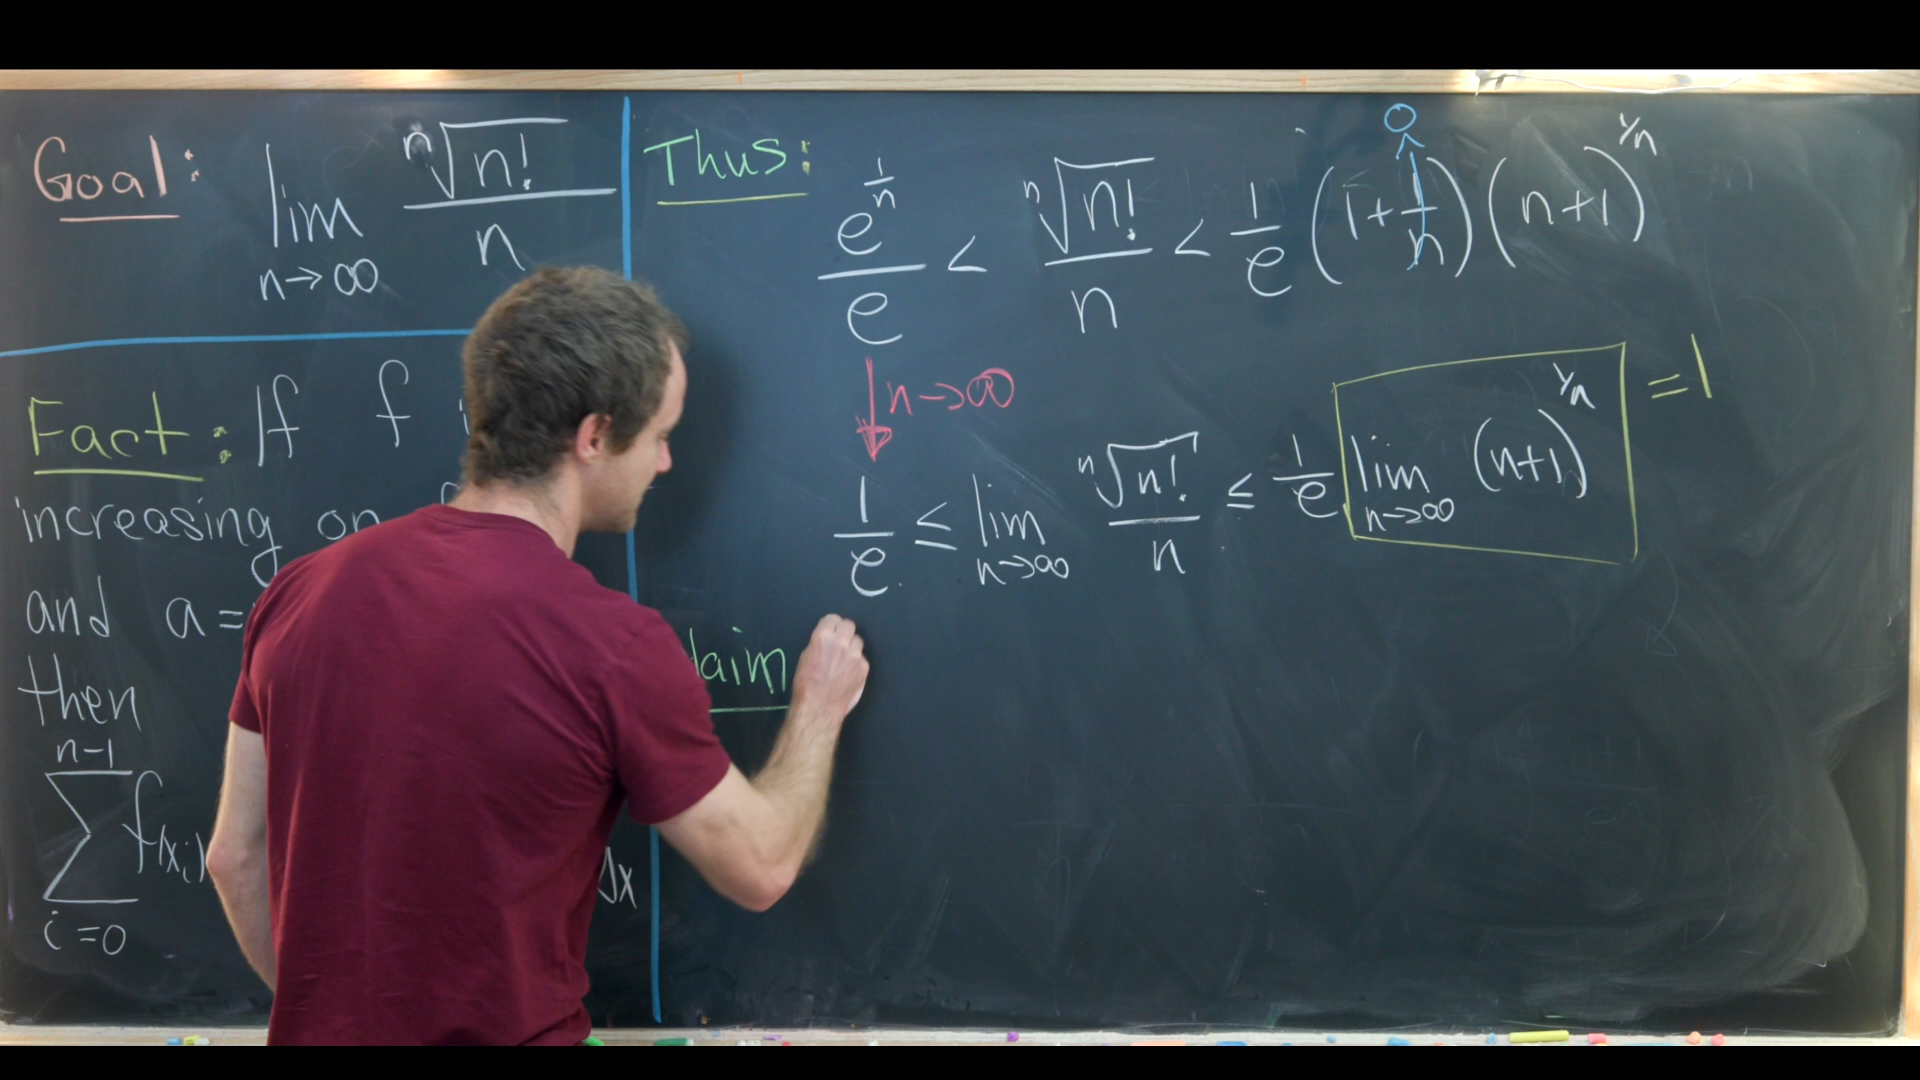 Goal: lim n→∞ ⁿ√n! / n
Fact: If f
increasing on
and a =
then
n-1
∑ f(xᵢ)
i=0
dx
Thus: e^(1/n) / e < ⁿ√n! / n < 1/e (1+1/n)(n+1)^(1/n)
0
↓ n→∞
1/e ≤ lim n→∞ ⁿ√n! / n ≤ 1/e lim n→∞ (n+1)^(1/n) = 1
laim